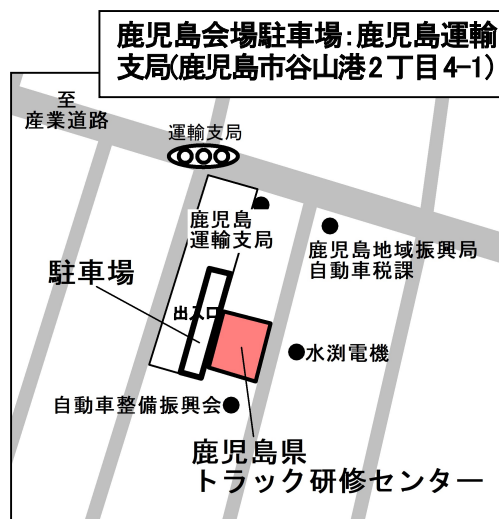 鹿児島会場駐車場:鹿児島運輸
支局(鹿児島市谷山港2丁目4-1)
至
産業道路
運輸支局
鹿児島
運輸支局
鹿児島地域振興局
自動車税課
駐車場
出入口
水測電機
自動車整備振興会
鹿児島県
トラック研修センター